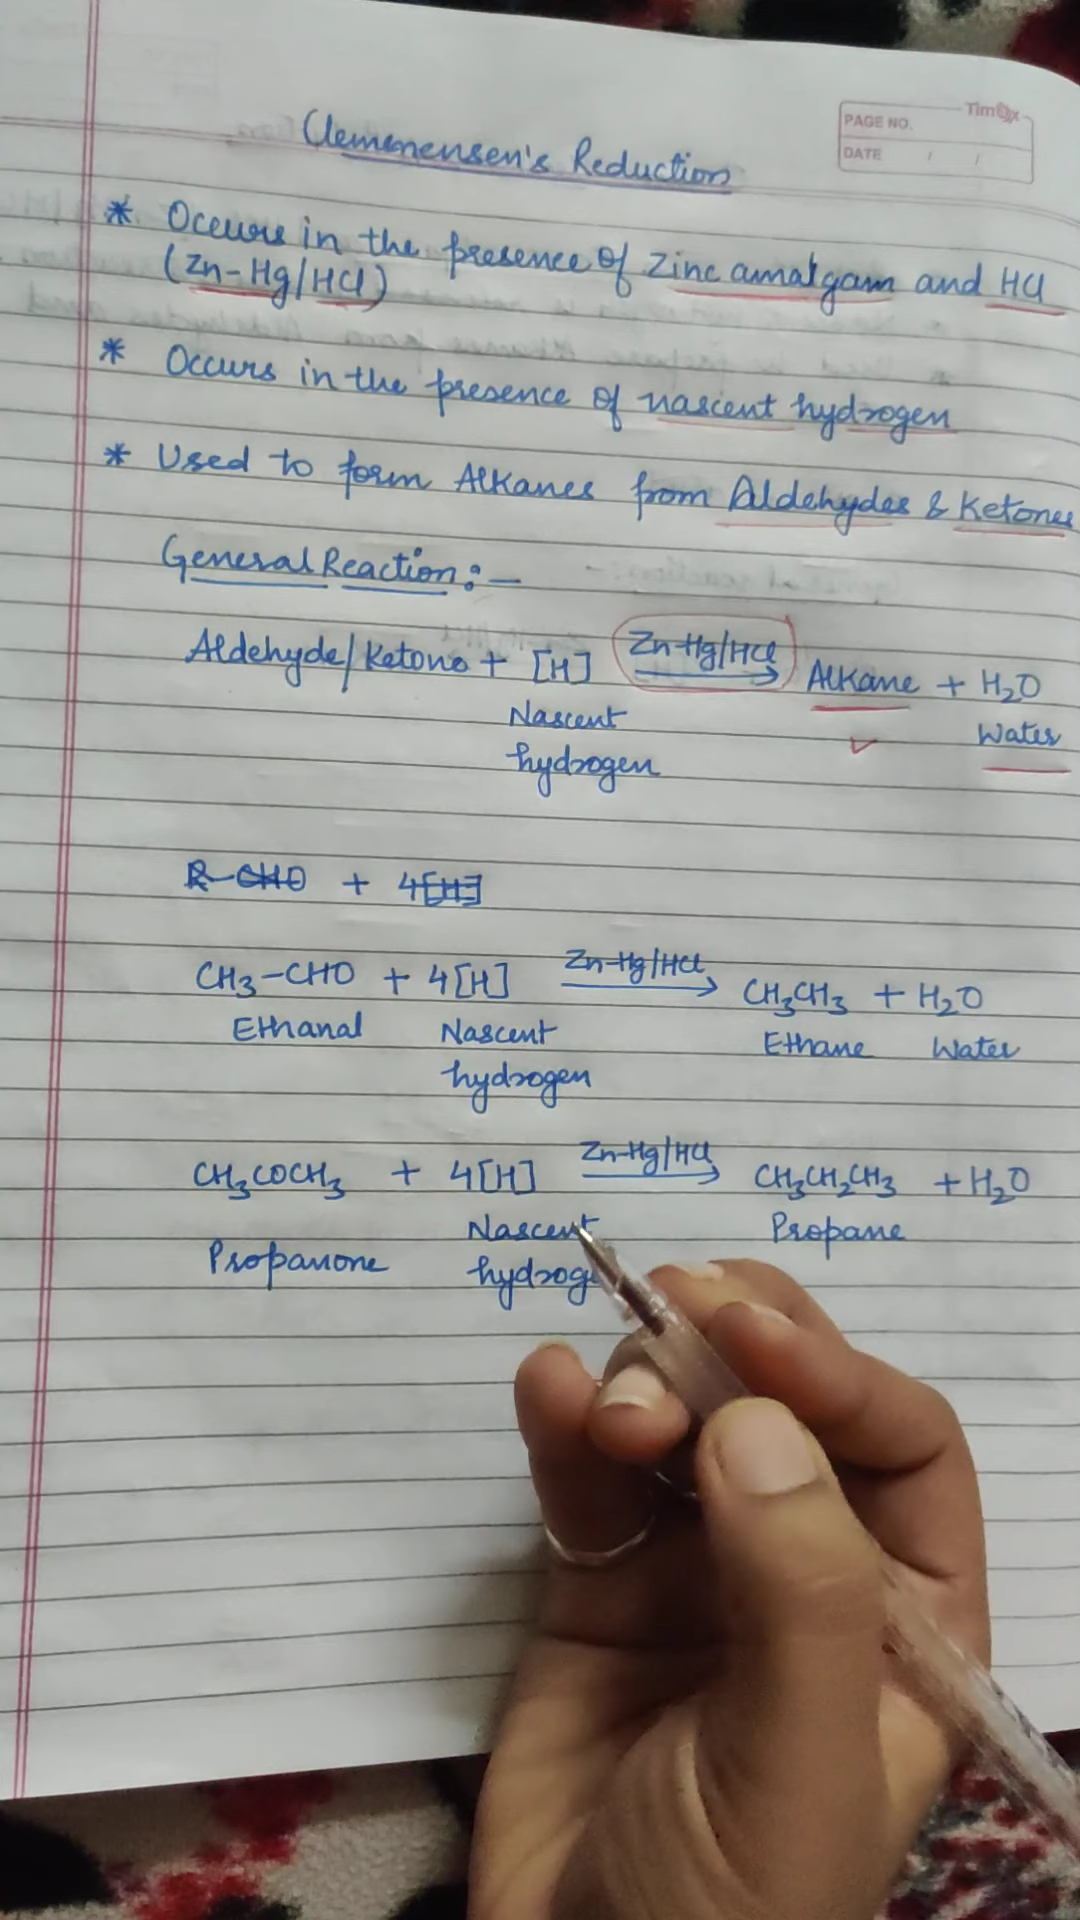 TimeX
PAGE NO.
DATE / /
Clemmensen's Reduction
* Occurs in the presence of Zinc amalgam and HCl
(Zn-Hg/HCl)
* Occurs in the presence of nascent hydrogen
* Used to form Alkanes from Aldehydes & Ketones
General Reaction:-
Aldehyde/Ketone + [H] Zn-Hg/HCl → Alkane + H₂O
Nascent Water
hydrogen
R-CHO + 4[H]
CH₃-CHO + 4[H] Zn-Hg/HCl → CH₃CH₃ + H₂O
Ethanal Nascent Ethane Water
hydrogen
CH₃COCH₃ + 4[H] Zn-Hg/HCl → CH₃CH₂CH₃ + H₂O
Nascent Propane
Propanone hydroge